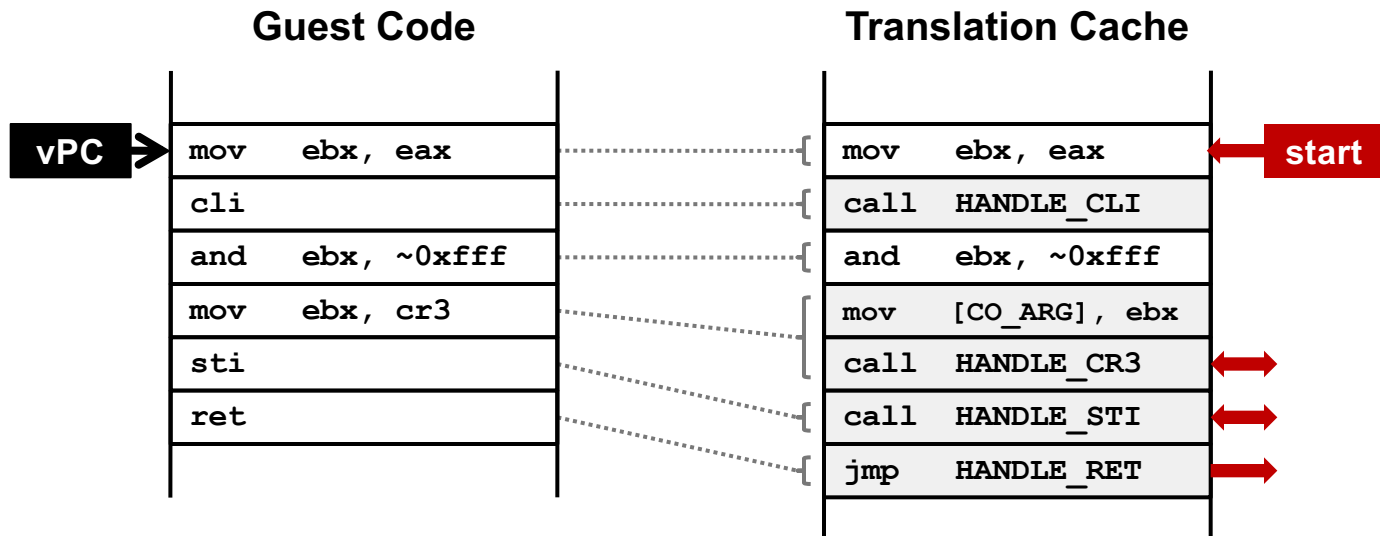 Guest Code
Translation Cache
vPC
mov ebx, eax
cli
and ebx, ~0xfff
mov ebx, cr3
sti
ret
mov ebx, eax
call HANDLE_CLI
and ebx, ~0xfff
mov [CO_ARG], ebx
call HANDLE_CR3
call HANDLE_STI
jmp HANDLE_RET
start